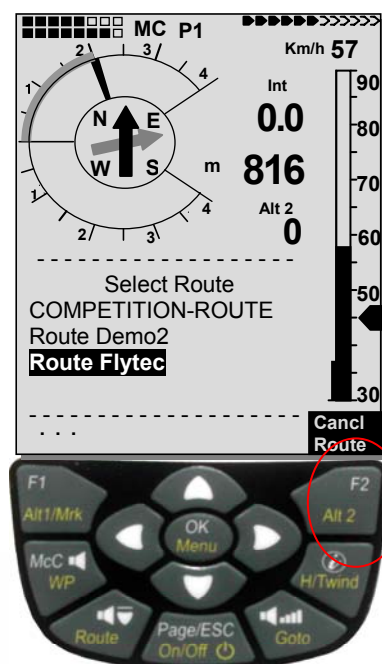 MC P1
Km/h 57
2 3 4
1
Int
0.0
90
80
N E
W S
m 816
70
Alt 2
0
1
2 3 4
60
Select Route
COMPETITION-ROUTE
Route Demo2
Route Flytec
50
30
. . .
Cancl
Route
F1
F2
Alt1/Mrk
OK
Menu
Alt 2
McC
WP
i
H/Twind
Route
Page/ESC
On/Off
Goto